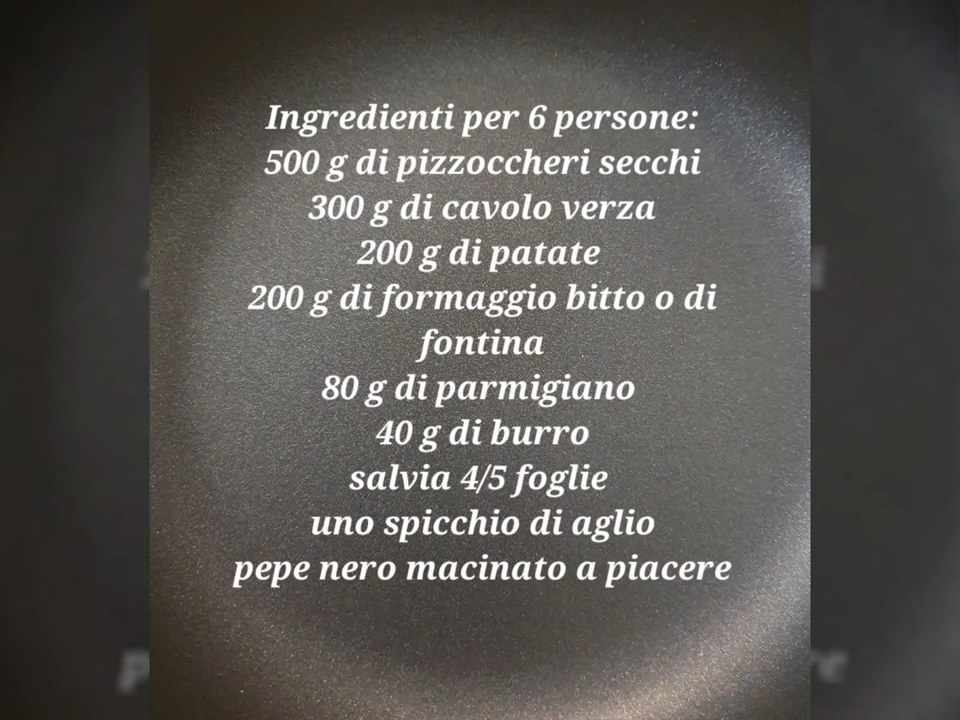 Ingredienti per 6 persone:
500 g di pizzoccheri secchi
300 g di cavolo verza
200 g di patate
200 g di formaggio bitto o di
fontina
80 g di parmigiano
40 g di burro
salvia 4/5 foglie
uno spicchio di aglio
pepe nero macinato a piacere